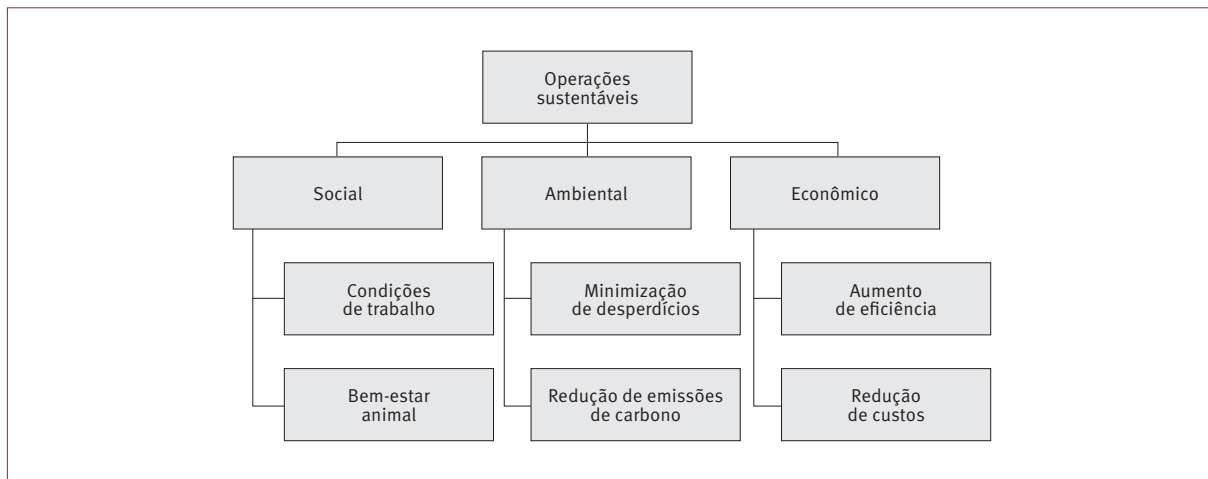 Operações
sustentáveis
Social
Ambiental
Econômico
Condições
de trabalho
Minimização
de desperdícios
Aumento
de eficiência
Bem-estar
animal
Redução de emissões
de carbono
Redução
de custos